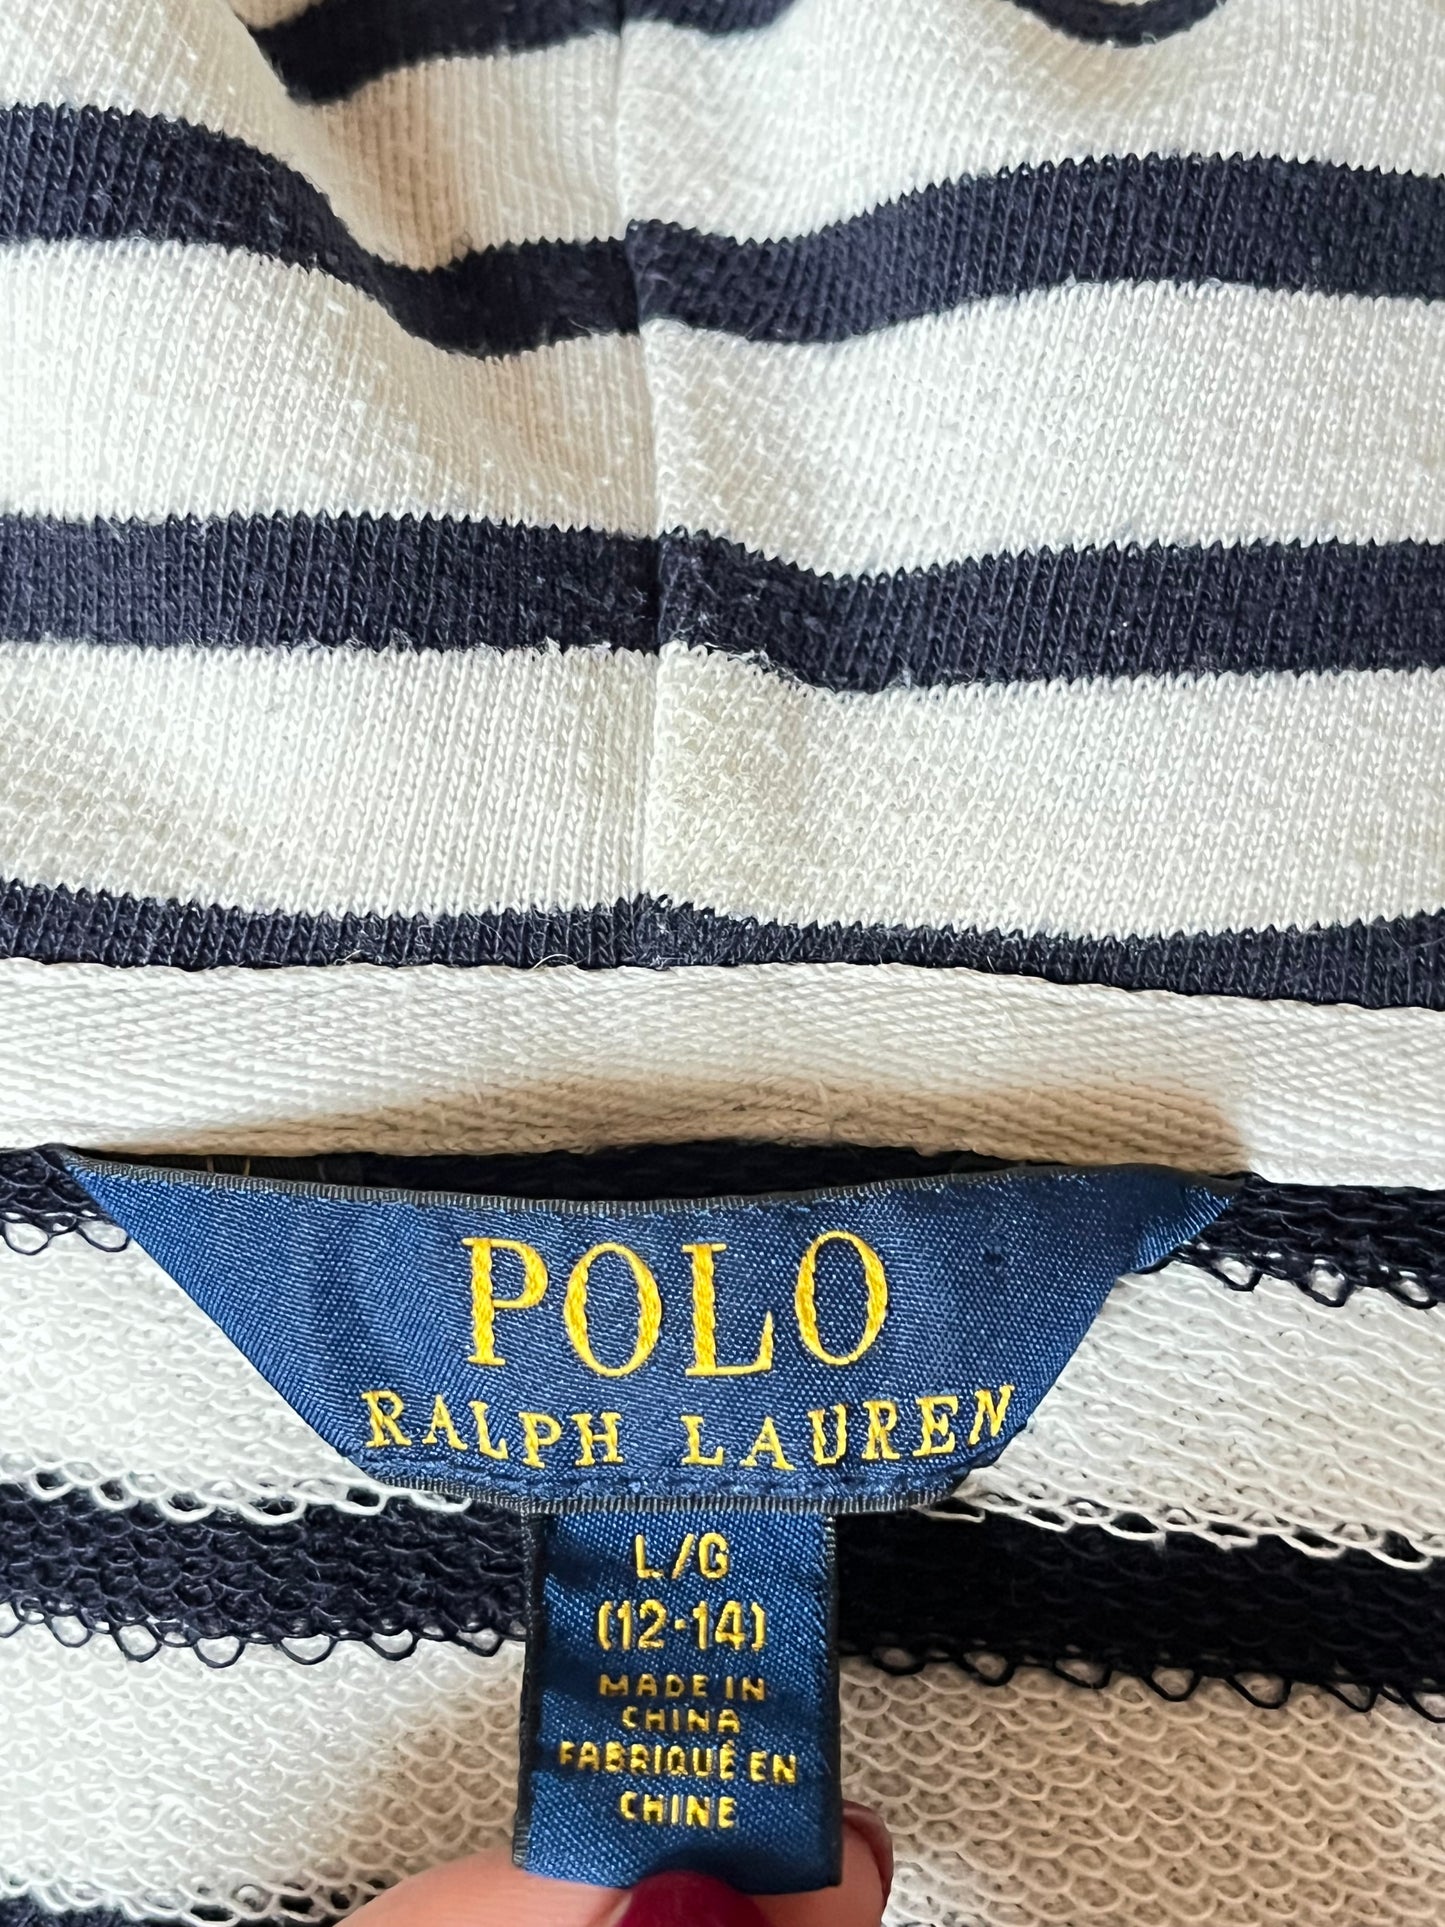 POLO
RALPH LAUREN
L/G
(12-14)
MADE IN
CHINA
FABRIQUÉ EN
CHINE